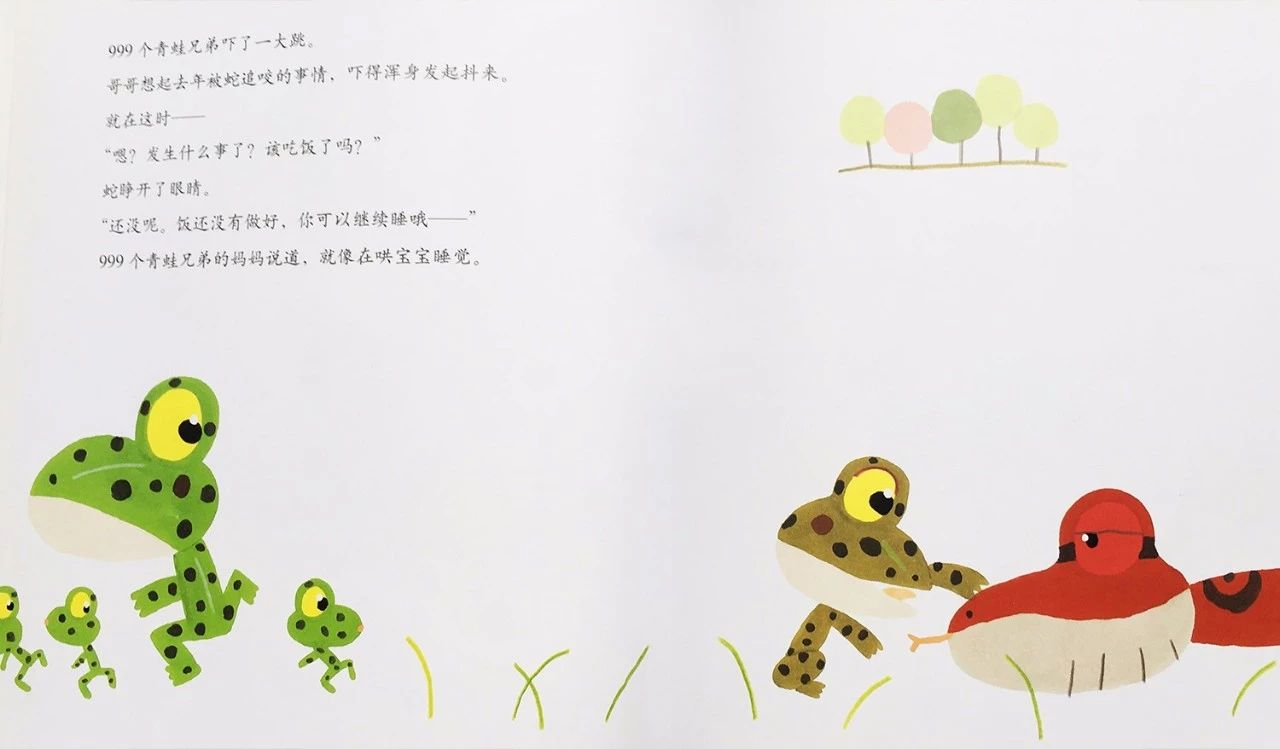 999 个青蛙兄弟吓了一大跳。
哥哥想起去年被蛇追咬的事情，吓得浑身发起抖来。
就在这时——
“嗯？发生什么事了？该吃饭了吗？”
蛇睁开了眼睛。
“还没呢。饭还没有做好，你可以继续睡哦——”
999 个青蛙兄弟的妈妈说道，就像在哄宝宝睡觉。